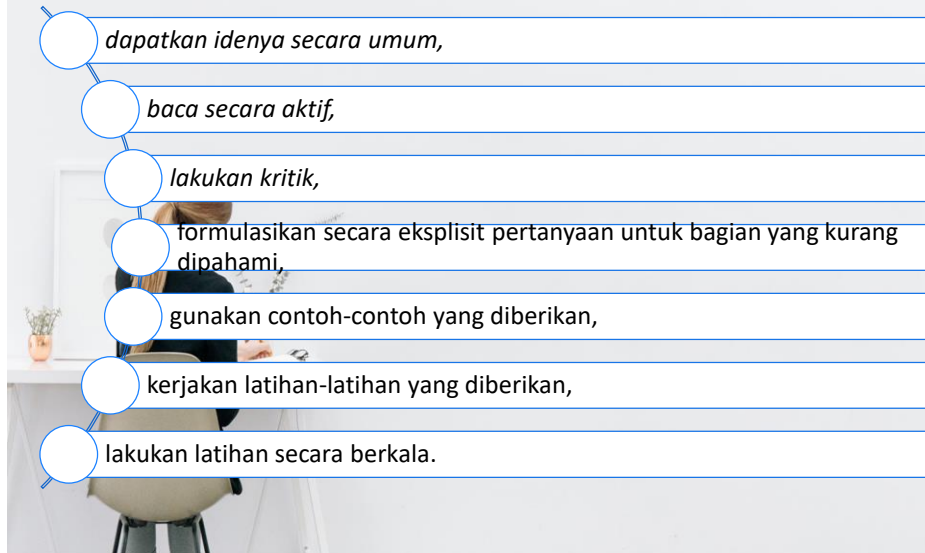 dapatkan idenya secara umum,
baca secara aktif,
lakukan kritik,
formulasikan secara eksplisit pertanyaan untuk bagian yang kurang
dipahami,
gunakan contoh-contoh yang diberikan,
kerjakan latihan-latihan yang diberikan,
lakukan latihan secara berkala.